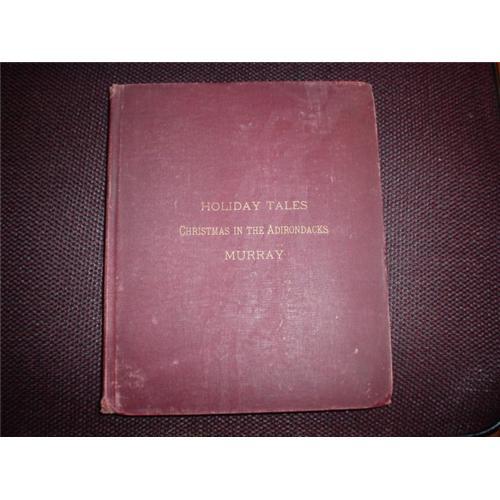 HOLIDAY TALES
CHRISTMAS IN THE ADIRONDACKS
MURRAY